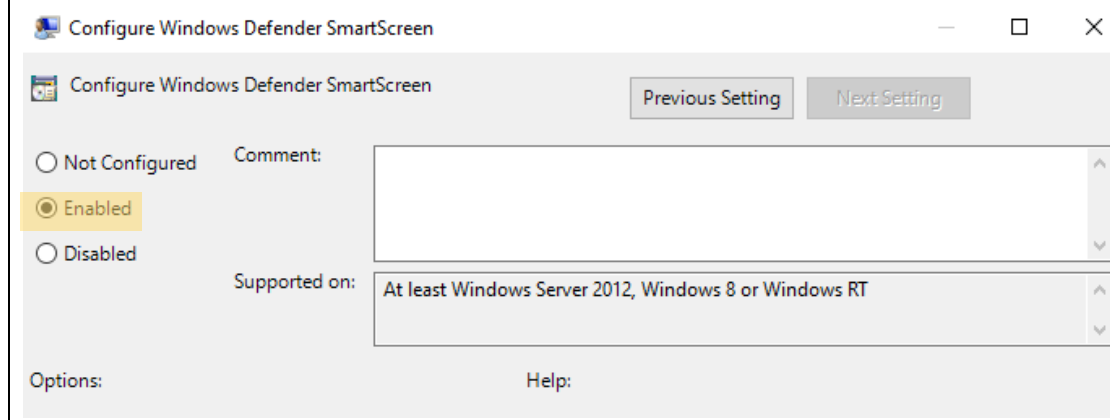 Configure Windows Defender SmartScreen
Configure Windows Defender SmartScreen
Previous Setting
Next Setting
Not Configured
Comment:
Enabled
Disabled
Supported on:
At least Windows Server 2012, Windows 8 or Windows RT
Options:
Help: